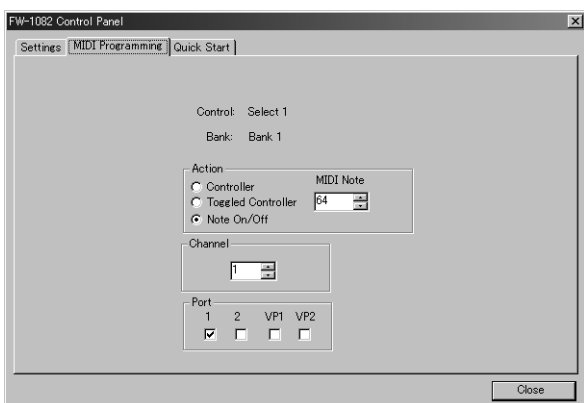 FW-1082 Control Panel
Settings MIDI Programming Quick Start
Control: Select 1
Bank: Bank 1
Action
Controller
MIDI Note
Toggled Controller
64
Note On/Off
Channel
1
Port
1 2 VP1 VP2
Close